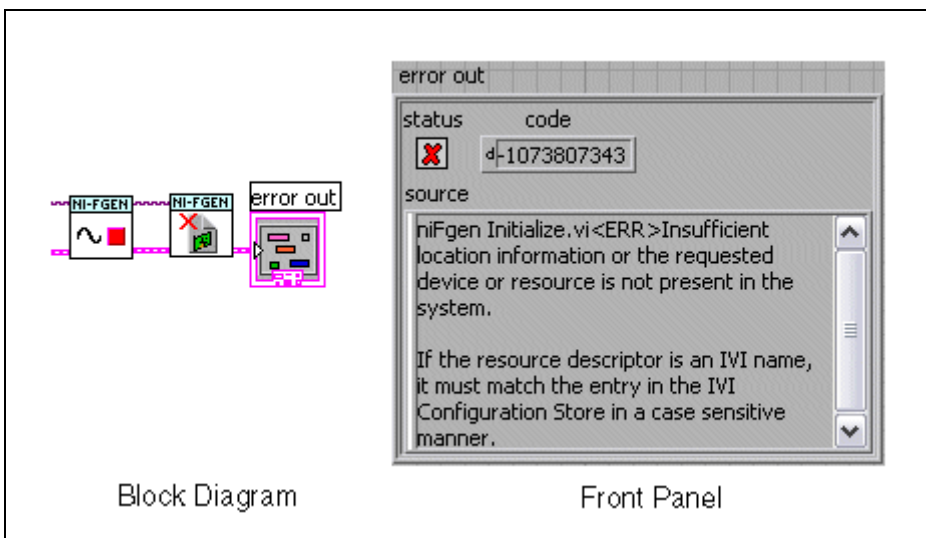 error out
status code
d -1073807343
source
NI-FGEN NI-FGEN error out
niFgen Initialize.vi<ERR>Insufficient
location information or the requested
device or resource is not present in the
system.
If the resource descriptor is an IVI name,
it must match the entry in the IVI
Configuration Store in a case sensitive
manner.
Block Diagram
Front Panel